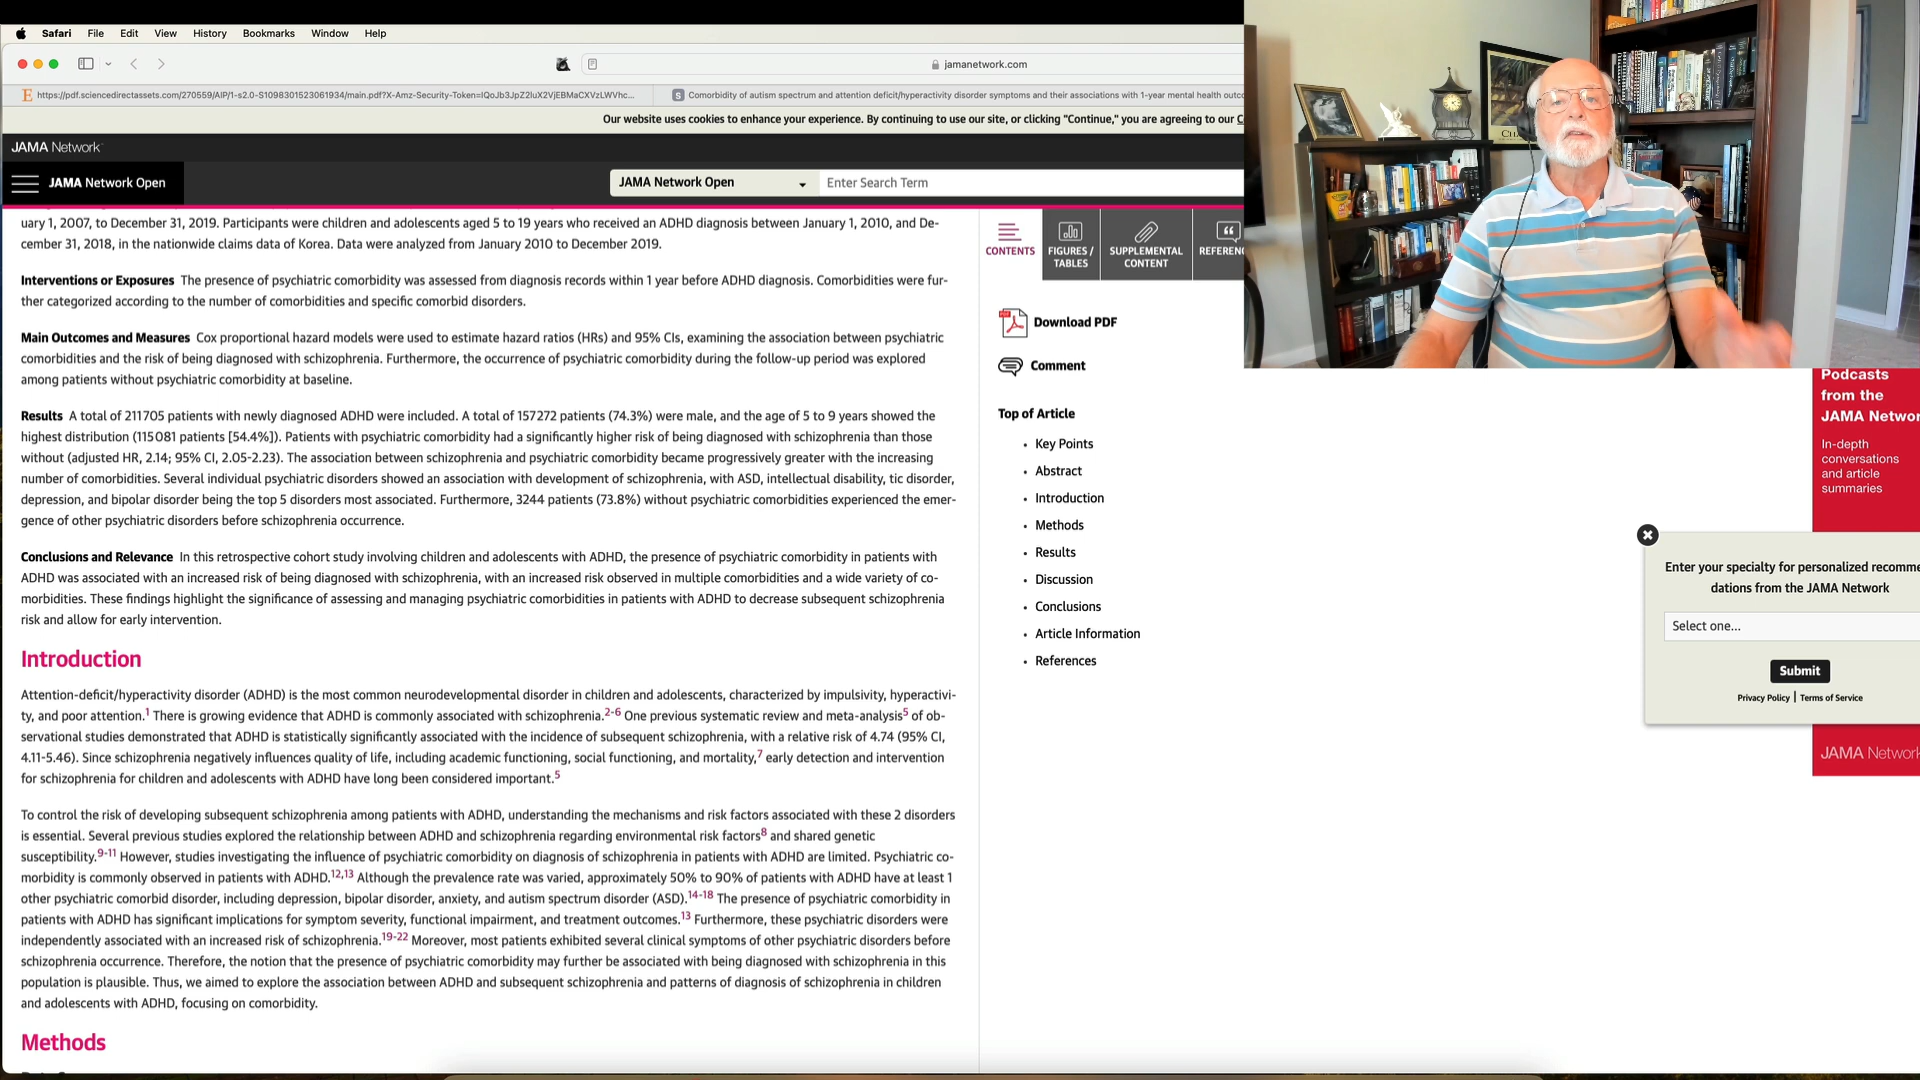 Safari File Edit View History Bookmarks Window Help
jamanetwork.com
E https://pdf.sciencedirectassets.com/270559/AIP/1-s2.0-S1098301523061934/main.pdf?X-Amz-Security-Token=IQoJb3JpZ2luX2VjEBMaCXVzLWVhc...
S Comorbidity of autism spectrum and attention deficit/hyperactivity disorder symptoms and their associations with 1-year mental health outco
Our website uses cookies to enhance your experience. By continuing to use our site, or clicking "Continue," you are agreeing to our C
JAMA Network
JAMA Network Open
JAMA Network Open
Enter Search Term
uary 1, 2007, to December 31, 2019. Participants were children and adolescents aged 5 to 19 years who received an ADHD diagnosis between January 1, 2010, and De-
cember 31, 2018, in the nationwide claims data of Korea. Data were analyzed from January 2010 to December 2019.
Interventions or Exposures The presence of psychiatric comorbidity was assessed from diagnosis records within 1 year before ADHD diagnosis. Comorbidities were fur-
ther categorized according to the number of comorbidities and specific comorbid disorders.
Main Outcomes and Measures Cox proportional hazard models were used to estimate hazard ratios (HRs) and 95% CIs, examining the association between psychiatric
comorbidities and the risk of being diagnosed with schizophrenia. Furthermore, the occurrence of psychiatric comorbidity during the follow-up period was explored
among patients without psychiatric comorbidity at baseline.
Results A total of 211 705 patients with newly diagnosed ADHD were included. A total of 157 272 patients (74.3%) were male, and the age of 5 to 9 years showed the
highest distribution (115 081 patients [54.4%]). Patients with psychiatric comorbidity had a significantly higher risk of being diagnosed with schizophrenia than those
without (adjusted HR, 2.14; 95% CI, 2.05-2.23). The association between schizophrenia and psychiatric comorbidity became progressively greater with the increasing
number of comorbidities. Several individual psychiatric disorders showed an association with development of schizophrenia, with ASD, intellectual disability, tic disorder,
depression, and bipolar disorder being the top 5 disorders most associated. Furthermore, 3244 patients (73.8%) without psychiatric comorbidities experienced the emer-
gence of other psychiatric disorders before schizophrenia occurrence.
Conclusions and Relevance In this retrospective cohort study involving children and adolescents with ADHD, the presence of psychiatric comorbidity in patients with
ADHD was associated with an increased risk of being diagnosed with schizophrenia, with an increased risk observed in multiple comorbidities and a wide variety of co-
morbidities. These findings highlight the significance of assessing and managing psychiatric comorbidities in patients with ADHD to decrease subsequent schizophrenia
risk and allow for early intervention.
Introduction
Attention-deficit/hyperactivity disorder (ADHD) is the most common neurodevelopmental disorder in children and adolescents, characterized by impulsivity, hyperactivi-
ty, and poor attention.1 There is growing evidence that ADHD is commonly associated with schizophrenia.2-6 One previous systematic review and meta-analysis5 of ob-
servational studies demonstrated that ADHD is statistically significantly associated with the incidence of subsequent schizophrenia, with a relative risk of 4.74 (95% CI,
4.11-5.46). Since schizophrenia negatively influences quality of life, including academic functioning, social functioning, and mortality,7 early detection and intervention
for schizophrenia for children and adolescents with ADHD have long been considered important.5
To control the risk of developing subsequent schizophrenia among patients with ADHD, understanding the mechanisms and risk factors associated with these 2 disorders
is essential. Several previous studies explored the relationship between ADHD and schizophrenia regarding environmental risk factors8 and shared genetic
susceptibility.9-11 However, studies investigating the influence of psychiatric comorbidity on diagnosis of schizophrenia in patients with ADHD are limited. Psychiatric co-
morbidity is commonly observed in patients with ADHD.12,13 Although the prevalence rate was varied, approximately 50% to 90% of patients with ADHD have at least 1
other psychiatric comorbid disorder, including depression, bipolar disorder, anxiety, and autism spectrum disorder (ASD).14-18 The presence of psychiatric comorbidity in
patients with ADHD has significant implications for symptom severity, functional impairment, and treatment outcomes.13 Furthermore, these psychiatric disorders were
independently associated with an increased risk of schizophrenia.19-22 Moreover, most patients exhibited several clinical symptoms of other psychiatric disorders before
schizophrenia occurrence. Therefore, the notion that the presence of psychiatric comorbidity may further be associated with being diagnosed with schizophrenia in this
population is plausible. Thus, we aimed to explore the association between ADHD and subsequent schizophrenia and patterns of diagnosis of schizophrenia in children
and adolescents with ADHD, focusing on comorbidity.
Methods
CONTENTS
FIGURES /
TABLES
SUPPLEMENTAL
CONTENT
REFEREN
Download PDF
Comment
Top of Article
• Key Points
• Abstract
• Introduction
• Methods
• Results
• Discussion
• Conclusions
• Article Information
• References
Podcasts
from the
JAMA Networ
In-depth
conversations
and article
summaries
Enter your specialty for personalized recomme
dations from the JAMA Network
Select one...
Submit
Privacy Policy | Terms of Service
JAMA Network